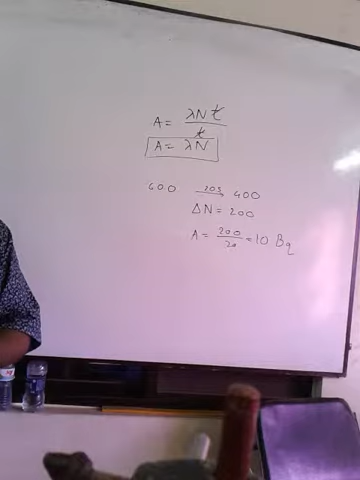 A = λNt
t
A = λN
600 20s→ 400
ΔN = 200
A = 200/20 = 10 Bq